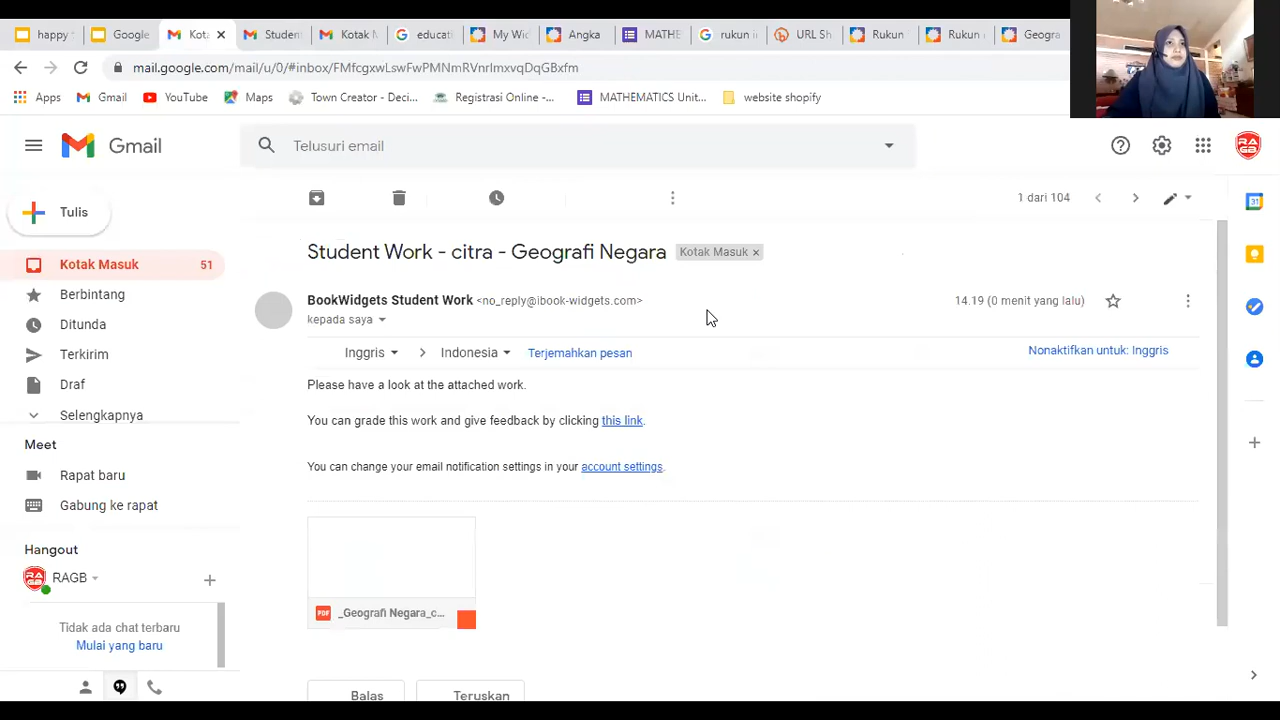 happy
Google
Kota
Studen
Kotak M
educati
My Wid
Angka
MATHE
rukun i
URL Sh
Rukun
Rukun
Geogra
mail.google.com/mail/u/0/#inbox/FMfcgxwLswFwPMNmRVnrlmxvqDqGBxfm
Apps
Gmail
YouTube
Maps
Town Creator - Deci...
Registrasi Online -...
MATHEMATICS Unit...
website shopify
Gmail
Telusuri email
RAGB
Tulis
1 dari 104
Kotak Masuk 51
Berbintang
Ditunda
Terkirim
Draf
Selengkapnya
Meet
Rapat baru
Gabung ke rapat
Hangout
RAGB
Tidak ada chat terbaru
Mulai yang baru
Student Work - citra - Geografi Negara Kotak Masuk x
BookWidgets Student Work <no_reply@ibook-widgets.com>
14.19 (0 menit yang lalu)
kepada saya
Inggris > Indonesia Terjemahkan pesan
Nonaktifkan untuk: Inggris
Please have a look at the attached work.
You can grade this work and give feedback by clicking this link.
You can change your email notification settings in your account settings.
PDF _Geografi Negara_c...
Balas
Teruskan
31